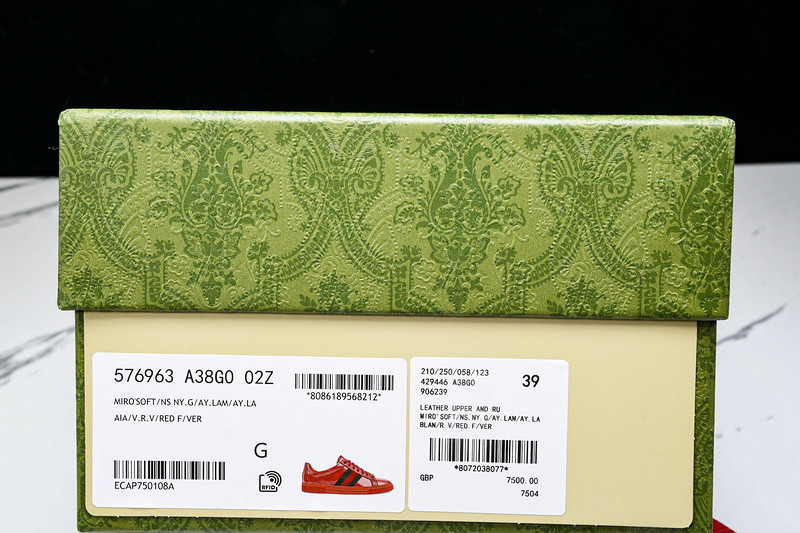 576963 A38G0 02Z
*8086189568212*
MIRO'SOFT/NS NY.G/AY.LAM/AY.LA
AIA/V.R.V/RED F/VER
G
ECAP750108A
RFID
210/250/058/123
429446 A38G0
39
906239
LEATHER UPPER AND RU
MIRO'SOFT/NS.NY.G/AY.LAM/AY.LA
BLAN/R.V/RED.F/VER
*8072038077*
GBP
7500.00
7504